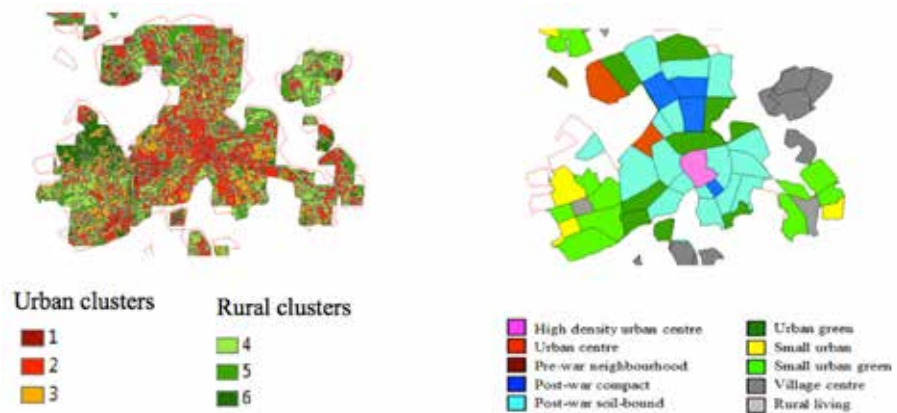 Urban clusters
1
2
3
Rural clusters
4
5
6
High density urban centre
Urban centre
Pre-war neighbourhood
Post-war compact
Post-war soil-bound
Urban green
Small urban
Small urban green
Village centre
Rural living